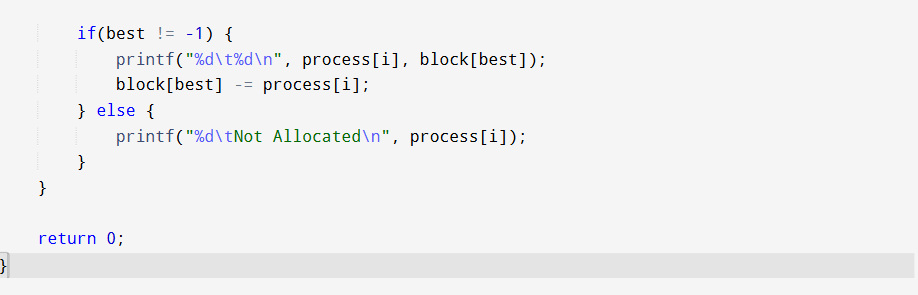 if(best != -1) {
printf("%d\t%d\n", process[i], block[best]);
block[best] -= process[i];
} else {
printf("%d\tNot Allocated\n", process[i]);
}
}
return 0;
}